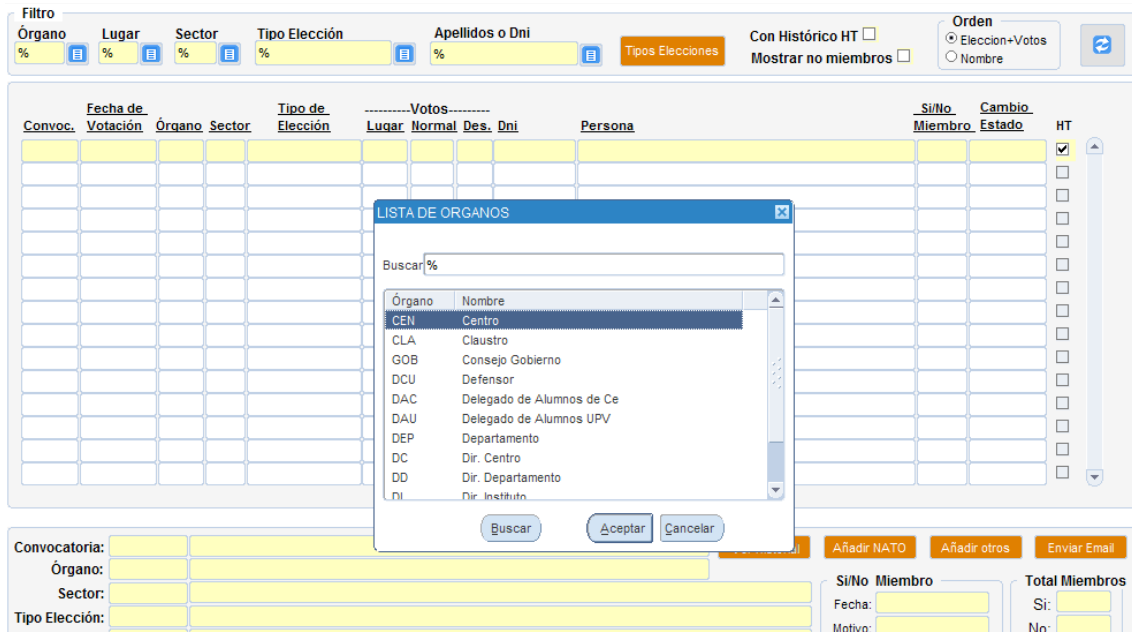 Filtro
Órgano Lugar Sector Tipo Elección Apellidos o Dni
% % % % %
Tipos Elecciones
Con Histórico HT
Mostrar no miembros
Orden
Eleccion+Votos
Nombre
Fecha de Tipo de ----------Votos--------- Si/No Cambio
Convoc. Votación Órgano Sector Elección Lugar Normal Des. Dni Persona Miembro Estado HT
LISTA DE ORGANOS
Buscar %
Órgano Nombre
CEN Centro
CLA Claustro
GOB Consejo Gobierno
DCU Defensor
DAC Delegado de Alumnos de Ce
DAU Delegado de Alumnos UPV
DEP Departamento
DC Dir. Centro
DD Dir. Departamento
DI Dir. Instituto
Buscar Aceptar Cancelar
Convocatoria: Añadir NATO Añadir otros Enviar Email
Órgano:
Sector:
Tipo Elección:
Si/No Miembro
Fecha:
Motivo:
Total Miembros
Si:
No: